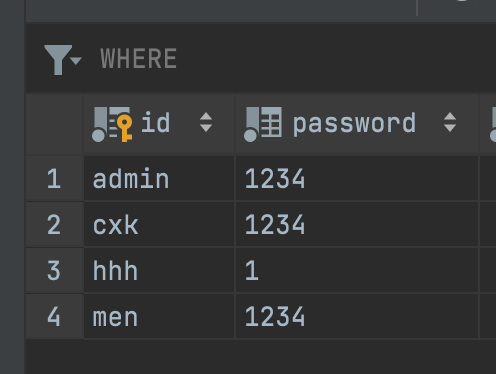 WHERE
id password
1 admin 1234
2 cxk 1234
3 hhh 1
4 men 1234